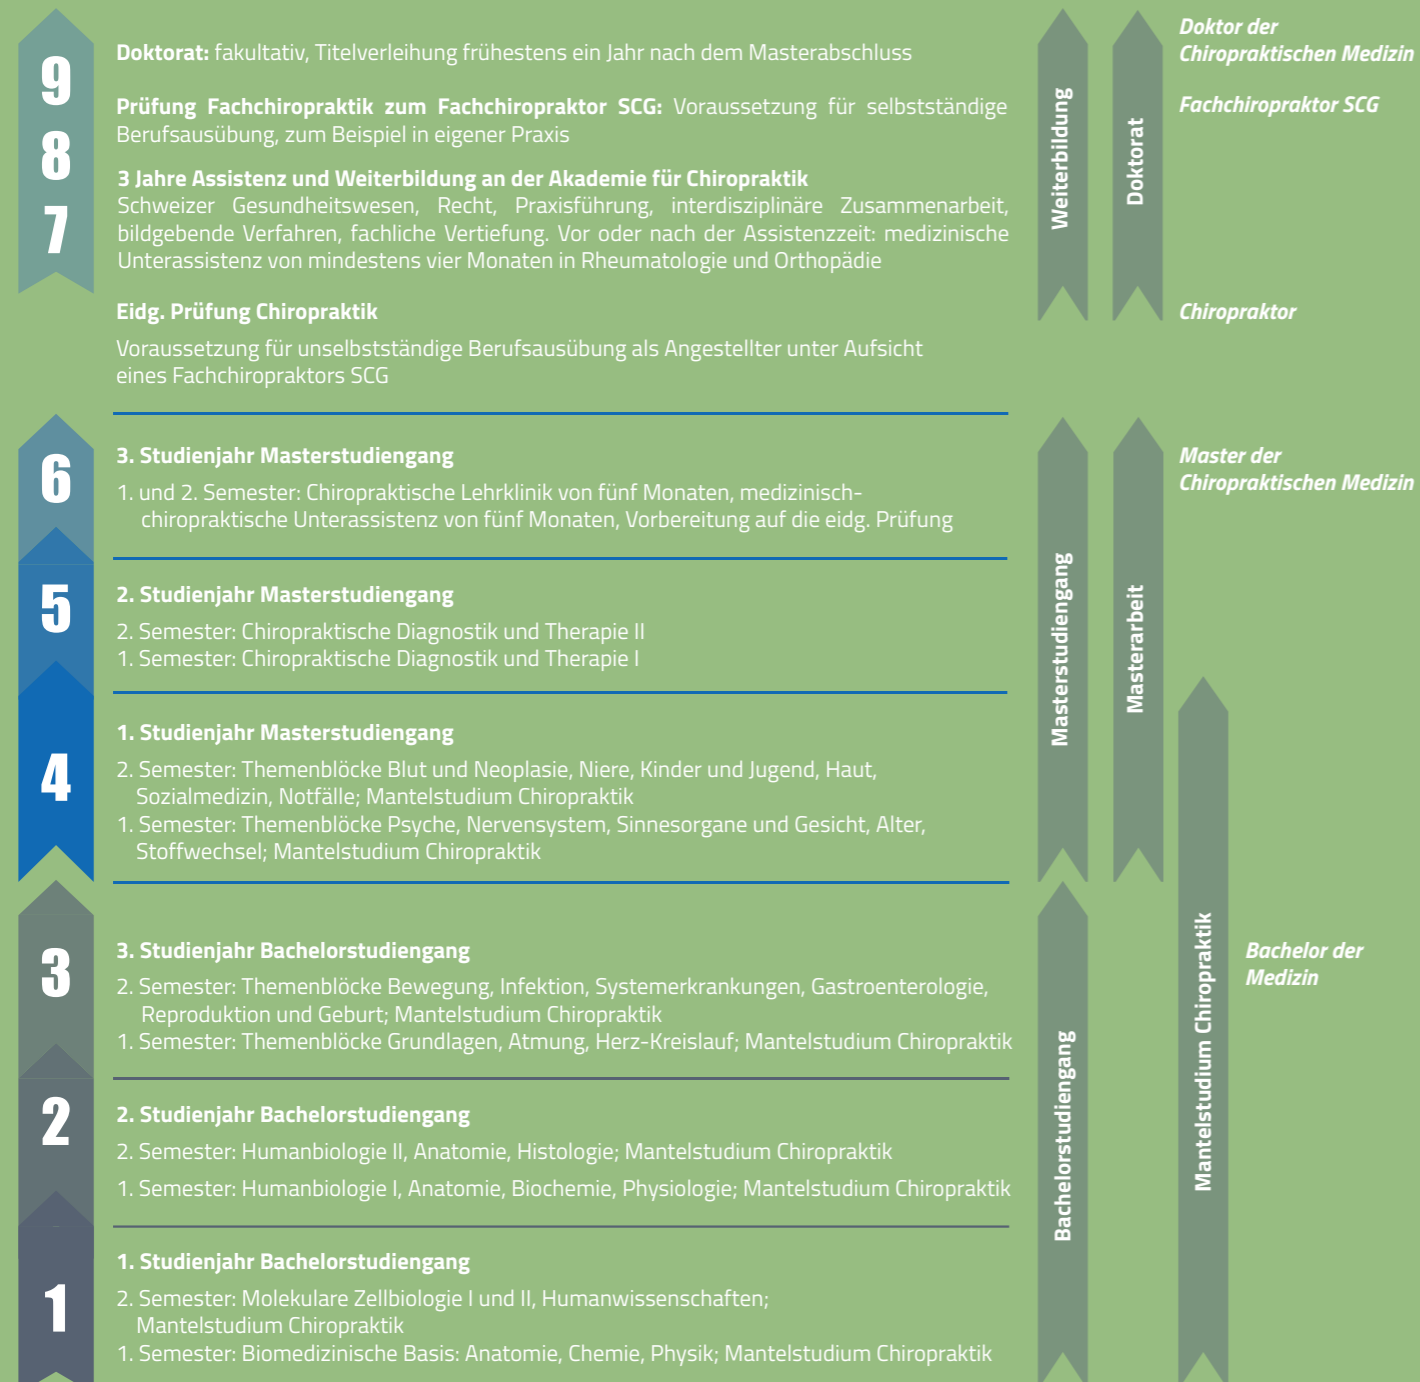 9
8
7
Doktorat: fakultativ, Titelverleihung frühestens ein Jahr nach dem Masterabschluss
Prüfung Fachchiropraktik zum Fachchiropraktor SCG: Voraussetzung für selbstständige
Berufsausübung, zum Beispiel in eigener Praxis
3 Jahre Assistenz und Weiterbildung an der Akademie für Chiropraktik
Schweizer Gesundheitswesen, Recht, Praxisführung, interdisziplinäre Zusammenarbeit,
bildgebende Verfahren, fachliche Vertiefung. Vor oder nach der Assistenzzeit: medizinische
Unterassistenz von mindestens vier Monaten in Rheumatologie und Orthopädie
Eidg. Prüfung Chiropraktik
Voraussetzung für unselbstständige Berufsausübung als Angestellter unter Aufsicht
eines Fachchiropraktors SCG
Weiterbildung
Doktorat
Doktor der
Chiropraktischen Medizin
Fachchiropraktor SCG
Chiropraktor
6
3. Studienjahr Masterstudiengang
1. und 2. Semester: Chiropraktische Lehrklinik von fünf Monaten, medizinisch-
chiropraktische Unterassistenz von fünf Monaten, Vorbereitung auf die eidg. Prüfung
5
2. Studienjahr Masterstudiengang
2. Semester: Chiropraktische Diagnostik und Therapie II
1. Semester: Chiropraktische Diagnostik und Therapie I
4
1. Studienjahr Masterstudiengang
2. Semester: Themenblöcke Blut und Neoplasie, Niere, Kinder und Jugend, Haut,
Sozialmedizin, Notfälle; Mantelstudium Chiropraktik
1. Semester: Themenblöcke Psyche, Nervensystem, Sinnesorgane und Gesicht, Alter,
Stoffwechsel; Mantelstudium Chiropraktik
Masterstudiengang
Masterarbeit
Master der
Chiropraktischen Medizin
3
3. Studienjahr Bachelorstudiengang
2. Semester: Themenblöcke Bewegung, Infektion, Systemerkrankungen, Gastroenterologie,
Reproduktion und Geburt; Mantelstudium Chiropraktik
1. Semester: Themenblöcke Grundlagen, Atmung, Herz-Kreislauf; Mantelstudium Chiropraktik
2
2. Studienjahr Bachelorstudiengang
2. Semester: Humanbiologie II, Anatomie, Histologie; Mantelstudium Chiropraktik
1. Semester: Humanbiologie I, Anatomie, Biochemie, Physiologie; Mantelstudium Chiropraktik
1
1. Studienjahr Bachelorstudiengang
2. Semester: Molekulare Zellbiologie I und II, Humanwissenschaften;
Mantelstudium Chiropraktik
1. Semester: Biomedizinische Basis: Anatomie, Chemie, Physik; Mantelstudium Chiropraktik
Bachelorstudiengang
Mantelstudium Chiropraktik
Bachelor der
Medizin